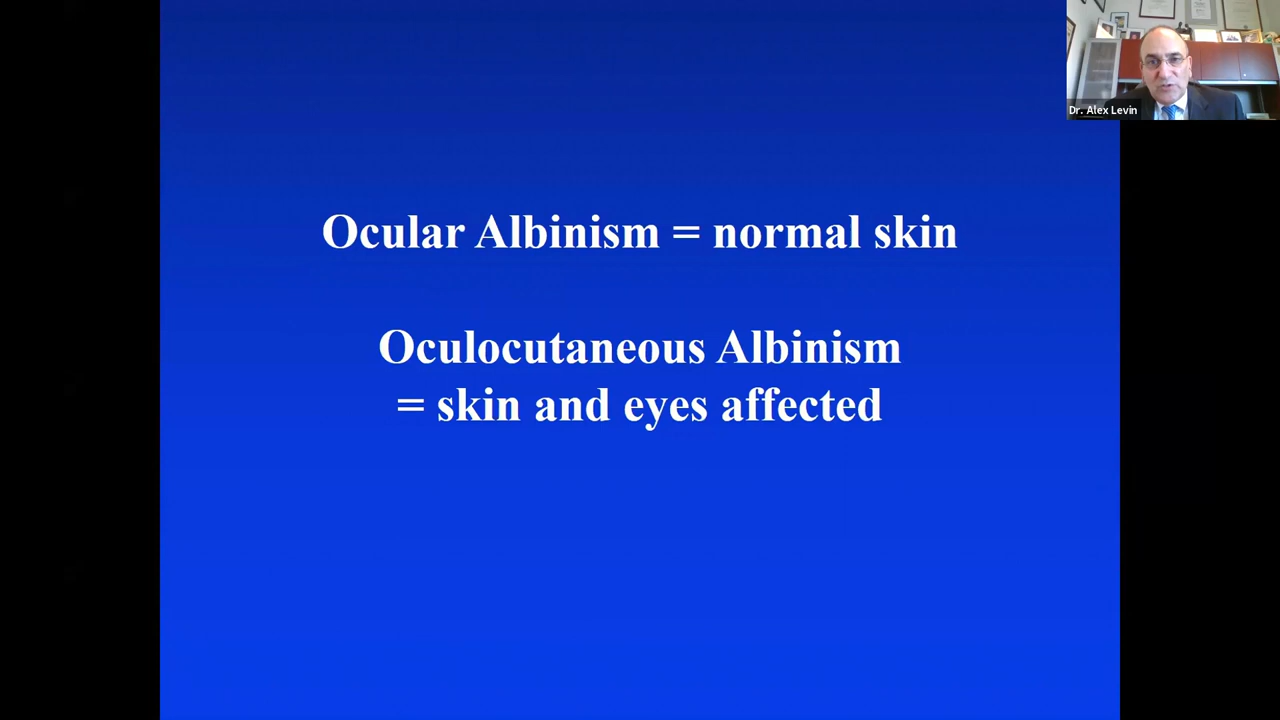 Dr. Alex Levin
Ocular Albinism = normal skin
Oculocutaneous Albinism
= skin and eyes affected